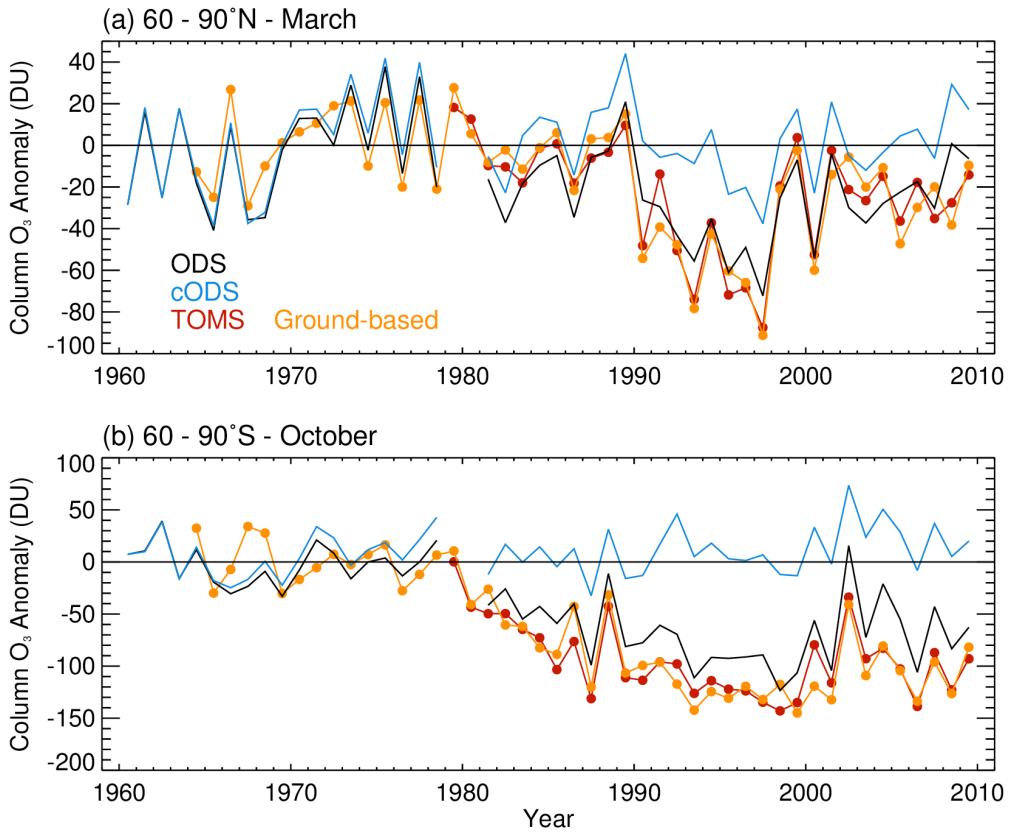 (a) 60 - 90˚N - March
Column O₃ Anomaly (DU)
40
20
0
-20
-40
-60
-80
-100
ODS
cODS
TOMS Ground-based
1960 1970 1980 1990 2000 2010
(b) 60 - 90˚S - October
Column O₃ Anomaly (DU)
100
50
0
-50
-100
-150
-200
1960 1970 1980 1990 2000 2010
Year